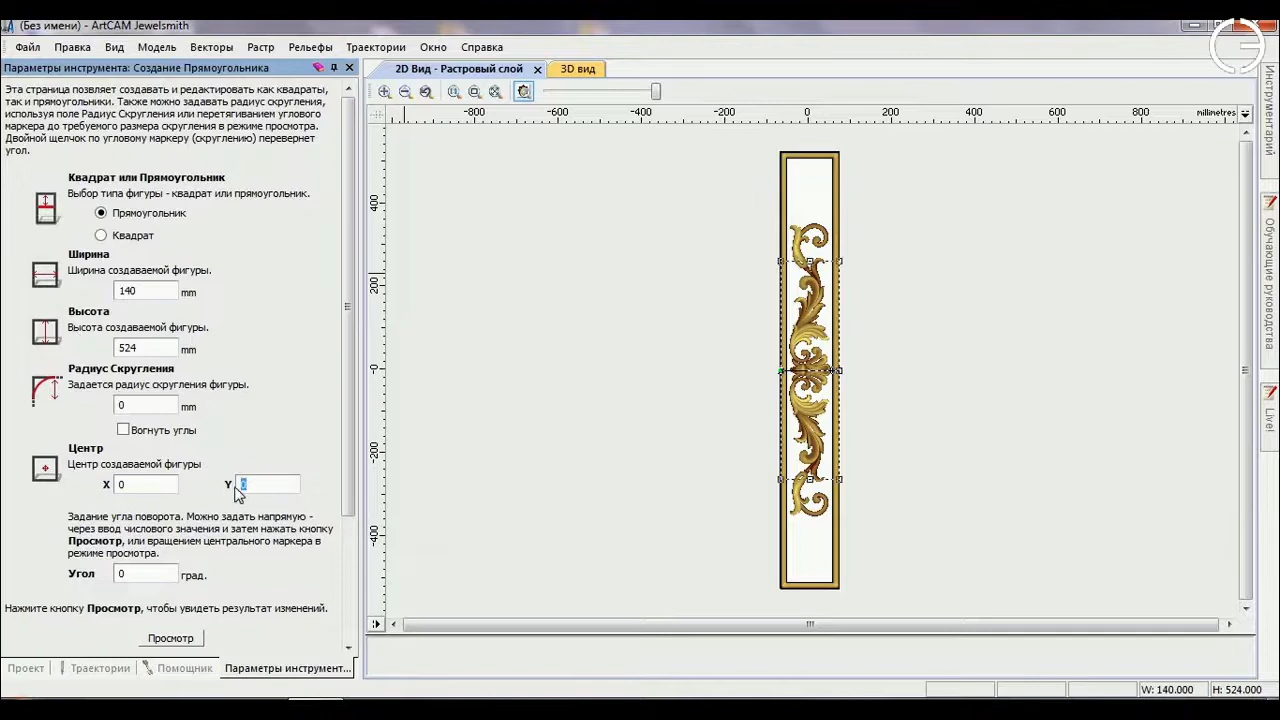 (Без имени) - ArtCAM Jewelsmith
Файл Правка Вид Модель Векторы Растр Рельефы Траектории Окно Справка
Параметры инструмента: Создание Прямоугольника
Эта страница позвляет создавать и редактировать как квадраты,
так и прямоугольники. Также можно задавать радиус скругления,
используя поле Радиус Скругления или перетягиванием углового
маркера до требуемого размера скругления в режиме просмотра.
Двойной щелчок по угловому маркеру (скруглению) перевернет
угол.
Квадрат или Прямоугольник
Выбор типа фигуры - квадрат или прямоугольник.
Прямоугольник
Квадрат
Ширина
Ширина создаваемой фигуры.
140 mm
Высота
Высота создаваемой фигуры.
524 mm
Радиус Скругления
Задается радиус скругления фигуры.
0 mm
Вогнуть углы
Центр
Центр создаваемой фигуры
X 0 Y 0
Задание угла поворота. Можно задать напрямую -
через ввод числового значения и затем нажать кнопку
Просмотр, или вращением центрального маркера в
режиме просмотра.
Угол 0 град.
Нажмите кнопку Просмотр, чтобы увидеть результат изменений.
Просмотр
Проект Траектории Помощник Параметры инструмент...
2D Вид - Растровый слой 3D вид
-800 -600 -400 -200 0 200 400 600 800 millimetres
400
200
-0
-200
-400
Инструментарий
Обучающие руководства
Live!
W: 140.000 H: 524.000